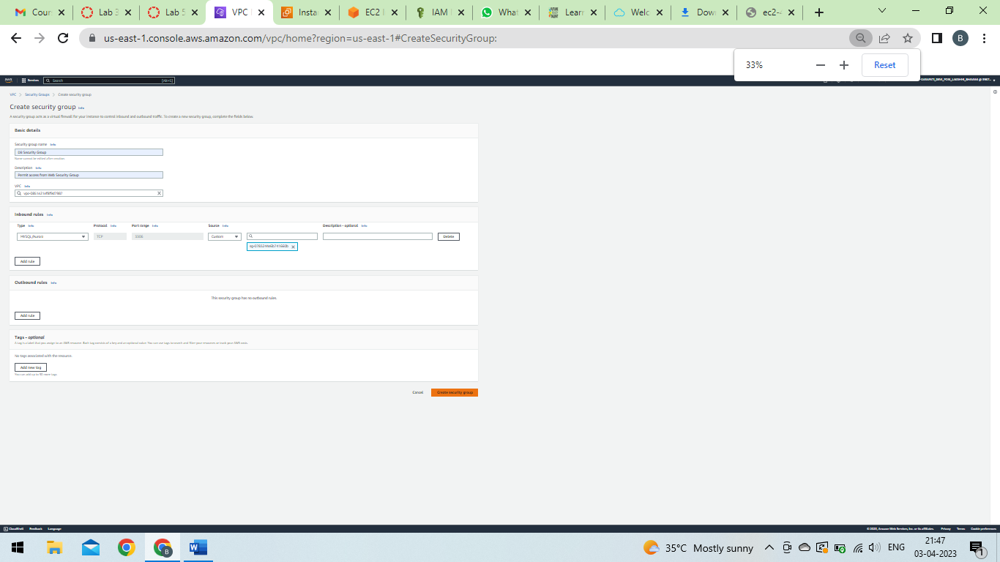 Cour
Lab 3
Lab 5
VPC
Insta
EC2
IAM
What
Learn
Welc
Dow
ec2-
us-east-1.console.aws.amazon.com/vpc/home?region=us-east-1#CreateSecurityGroup:
B
33%
Reset
aws
Services
Search
[Alt+S]
VPC > Security Groups > Create security group
Create security group Info
A security group acts as a virtual firewall for your instance to control inbound and outbound traffic. To create a new security group, complete the fields below.
Basic details
Security group name Info
DB Security Group
Name cannot be edited after creation.
Description Info
Permit access from Web Security Group
VPC Info
Inbound rules Info
Type Info
Protocol Info
Port range Info
Source Info
Description - optional Info
MYSQL/Aurora
TCP
3306
Custom
Delete
Add rule
Outbound rules Info
This security group has no outbound rules.
Add rule
Tags - optional
A tag is a label that you assign to an AWS resource. Each tag consists of a key and an optional value. You can use tags to search and filter your resources or track your AWS costs.
No tags associated with the resource.
Add new tag
You can add up to 50 more tags
Cancel
Create security group
CloudShell
Feedback
Language
© 2023, Amazon Web Services, Inc. or its affiliates.
Privacy
Terms
Cookie preferences
B
W
35°C Mostly sunny
ENG
21:47
03-04-2023
1